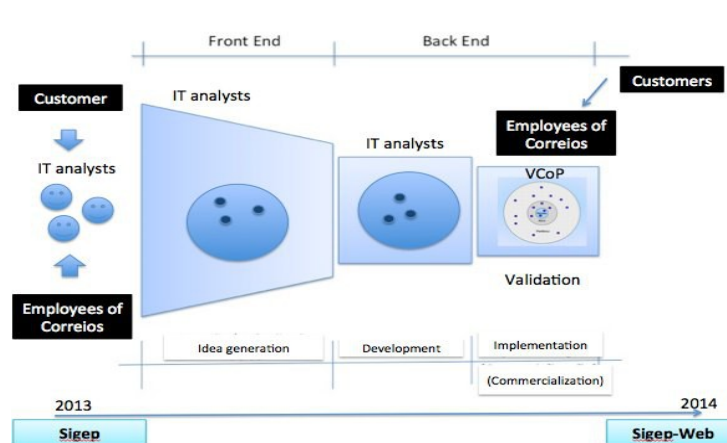 Front End
Back End
Customer
IT analysts
Customers
IT analysts
Employees of
Correios
IT analysts
VCoP
Employees of
Correios
Validation
Idea generation
Development
Implementation
(Commercialization)
2013
2014
Sigep
Sigep-Web